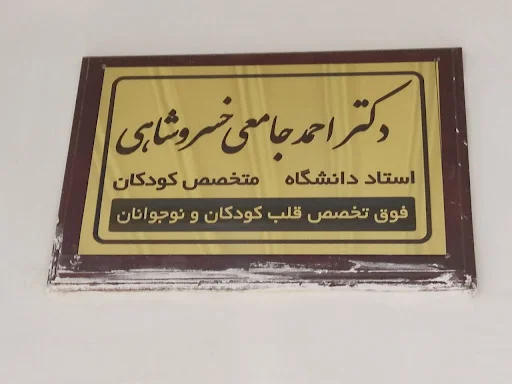 دکتر احمد جامعی خسروشاهی
استاد دانشگاه متخصص کودکان
فوق تخصص قلب کودکان و نوجوانان